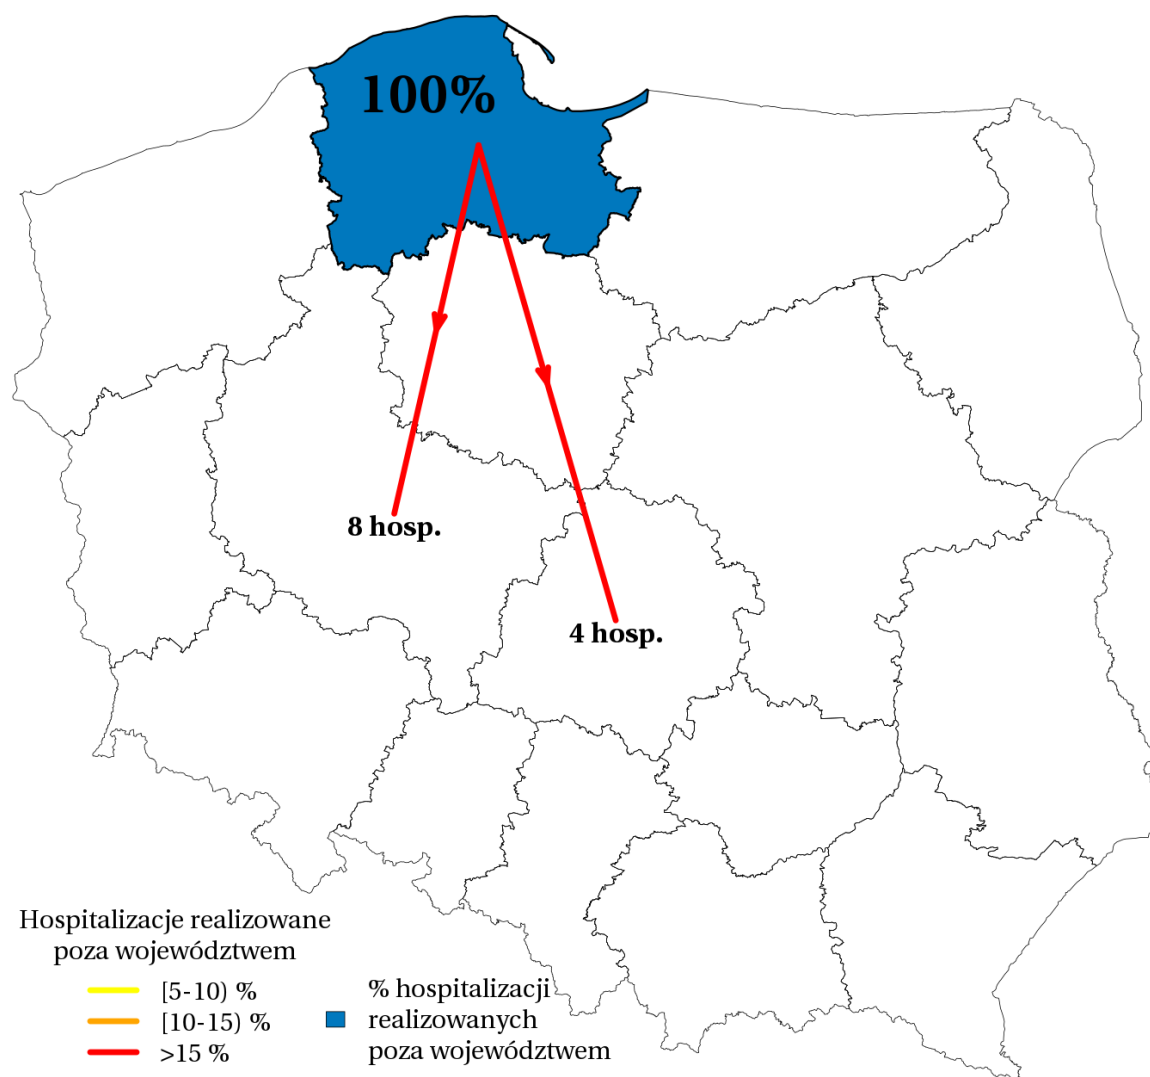 100%
8 hosp.
4 hosp.
Hospitalizacje realizowane
poza województwem
[5-10) %
[10-15) %
>15 %
% hospitalizacji
realizowanych
poza województwem